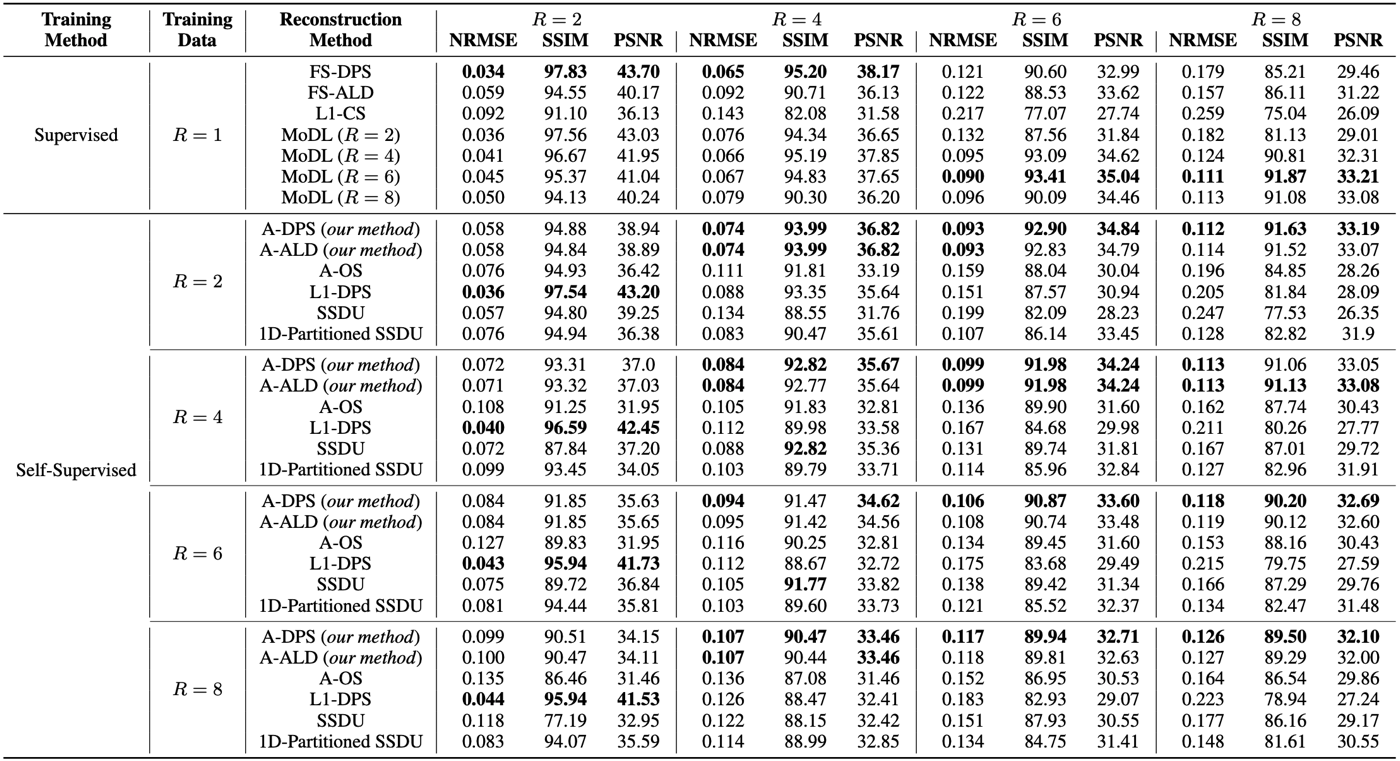 Training Training Reconstruction R = 2 R = 4 R = 6 R = 8
Method Data Method NRMSE SSIM PSNR NRMSE SSIM PSNR NRMSE SSIM PSNR NRMSE SSIM PSNR
FS-DPS 0.034 97.83 43.70 0.065 95.20 38.17 0.121 90.60 32.99 0.179 85.21 29.46
FS-ALD 0.059 94.55 40.17 0.092 90.71 36.13 0.122 88.53 33.62 0.157 86.11 31.22
L1-CS 0.092 91.10 36.13 0.143 82.08 31.58 0.217 77.07 27.74 0.259 75.04 26.09
Supervised R = 1 MoDL (R = 2) 0.036 97.56 43.03 0.076 94.34 36.65 0.132 87.56 31.84 0.182 81.13 29.01
MoDL (R = 4) 0.041 96.67 41.95 0.066 95.19 37.85 0.095 93.09 34.62 0.124 90.81 32.31
MoDL (R = 6) 0.045 95.37 41.04 0.067 94.83 37.65 0.090 93.41 35.04 0.111 91.87 33.21
MoDL (R = 8) 0.050 94.13 40.24 0.079 90.30 36.20 0.096 90.09 34.46 0.113 91.08 33.08
A-DPS (our method) 0.058 94.88 38.94 0.074 93.99 36.82 0.093 92.90 34.84 0.112 91.63 33.19
A-ALD (our method) 0.058 94.84 38.89 0.074 93.99 36.82 0.093 92.83 34.79 0.114 91.52 33.07
A-OS 0.076 94.93 36.42 0.111 91.81 33.19 0.159 88.04 30.04 0.196 84.85 28.26
R = 2 L1-DPS 0.036 97.54 43.20 0.088 93.35 35.64 0.151 87.57 30.94 0.205 81.84 28.09
SSDU 0.057 94.80 39.25 0.134 88.55 31.76 0.199 82.09 28.23 0.247 77.53 26.35
1D-Partitioned SSDU 0.076 94.94 36.38 0.083 90.47 35.61 0.107 86.14 33.45 0.128 82.82 31.9
A-DPS (our method) 0.072 93.31 37.0 0.084 92.82 35.67 0.099 91.98 34.24 0.113 91.06 33.05
A-ALD (our method) 0.071 93.32 37.03 0.084 92.77 35.64 0.099 91.98 34.24 0.113 91.13 33.08
A-OS 0.108 91.25 31.95 0.105 91.83 32.81 0.136 89.90 31.60 0.162 87.74 30.43
R = 4 L1-DPS 0.040 96.59 42.45 0.112 89.98 33.58 0.167 84.68 29.98 0.211 80.26 27.77
SSDU 0.072 87.84 37.20 0.088 92.82 35.36 0.131 89.74 31.81 0.167 87.01 29.72
Self-Supervised 1D-Partitioned SSDU 0.099 93.45 34.05 0.103 89.79 33.71 0.114 85.96 32.84 0.127 82.96 31.91
A-DPS (our method) 0.084 91.85 35.63 0.094 91.47 34.62 0.106 90.87 33.60 0.118 90.20 32.69
A-ALD (our method) 0.084 91.85 35.65 0.095 91.42 34.56 0.108 90.74 33.48 0.119 90.12 32.60
A-OS 0.127 89.83 31.95 0.116 90.25 32.81 0.134 89.45 31.60 0.153 88.16 30.43
R = 6 L1-DPS 0.043 95.94 41.73 0.112 88.67 32.72 0.175 83.68 29.49 0.215 79.75 27.59
SSDU 0.075 89.72 36.84 0.105 91.77 33.82 0.138 89.42 31.34 0.166 87.29 29.76
1D-Partitioned SSDU 0.081 94.44 35.81 0.103 89.60 33.73 0.121 85.52 32.37 0.134 82.47 31.48
A-DPS (our method) 0.099 90.51 34.15 0.107 90.47 33.46 0.117 89.94 32.71 0.126 89.50 32.10
A-ALD (our method) 0.100 90.47 34.11 0.107 90.44 33.46 0.118 89.81 32.63 0.127 89.29 32.00
A-OS 0.135 86.46 31.46 0.136 87.08 31.46 0.152 86.95 30.53 0.164 86.54 29.86
R = 8 L1-DPS 0.044 95.94 41.53 0.126 88.47 32.41 0.183 82.93 29.07 0.223 78.94 27.24
SSDU 0.118 77.19 32.95 0.122 88.15 32.42 0.151 87.93 30.55 0.177 86.16 29.17
1D-Partitioned SSDU 0.083 94.07 35.59 0.114 88.99 32.85 0.134 84.75 31.41 0.148 81.61 30.55